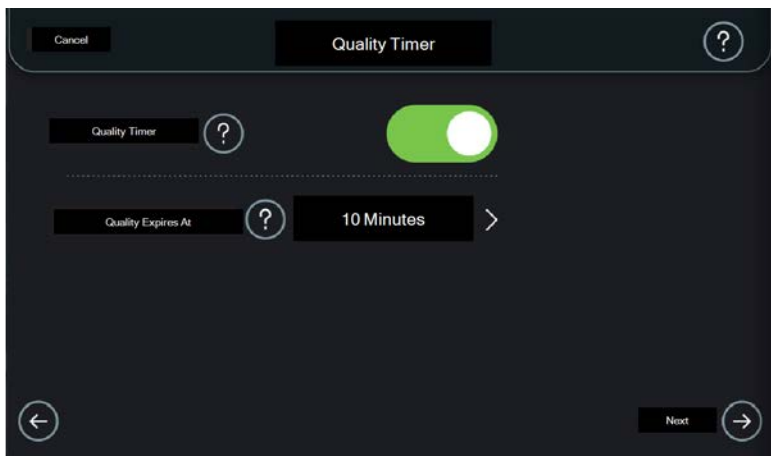 Cancel
Quality Timer
?
Quality Timer
?
Quality Expires At
?
10 Minutes
Next